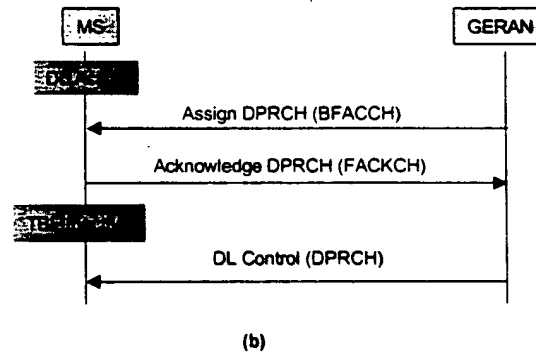 MS
GERAN
Assign DPRCH (BFACCH)
Acknowledge DPRCH (FACKCH)
DL Control (DPRCH)
(b)